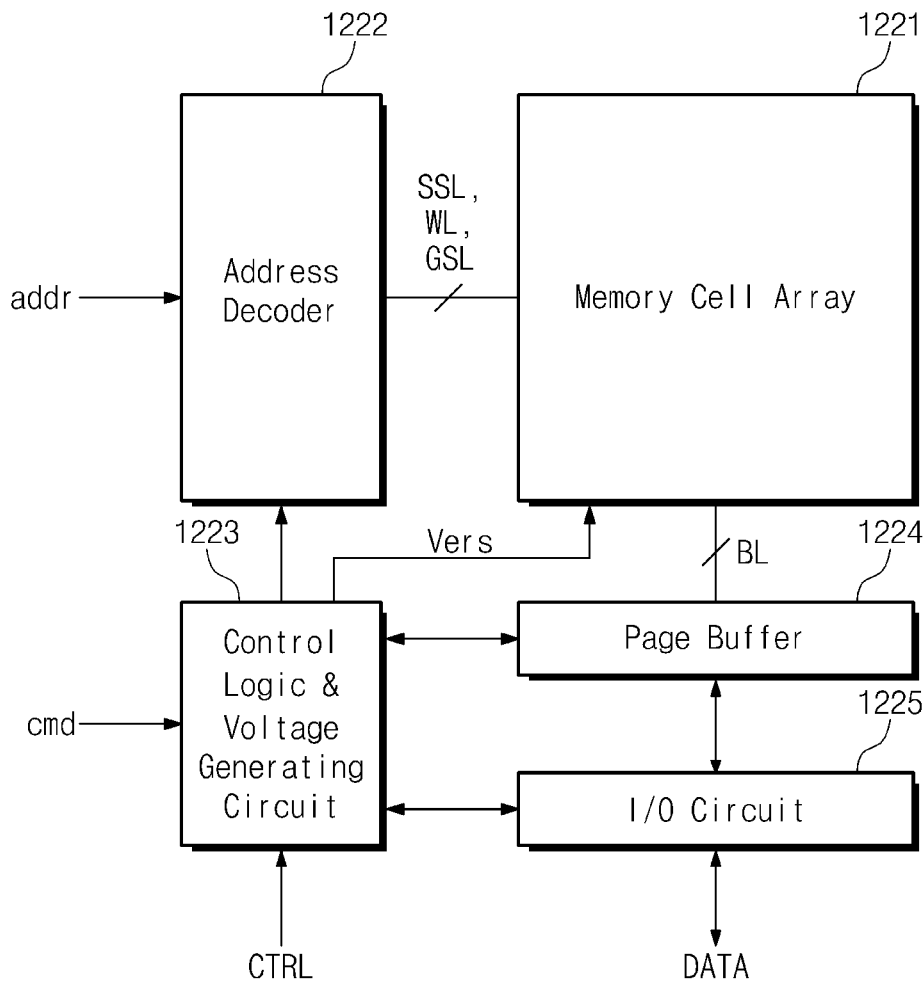 1222
1221
SSL,
WL,
GSL
Address
Decoder
Memory Cell Array
addr
1223
Vers
BL
1224
Control
Logic &
Voltage
Generating
Circuit
Page Buffer
cmd
1225
I/O Circuit
CTRL
DATA